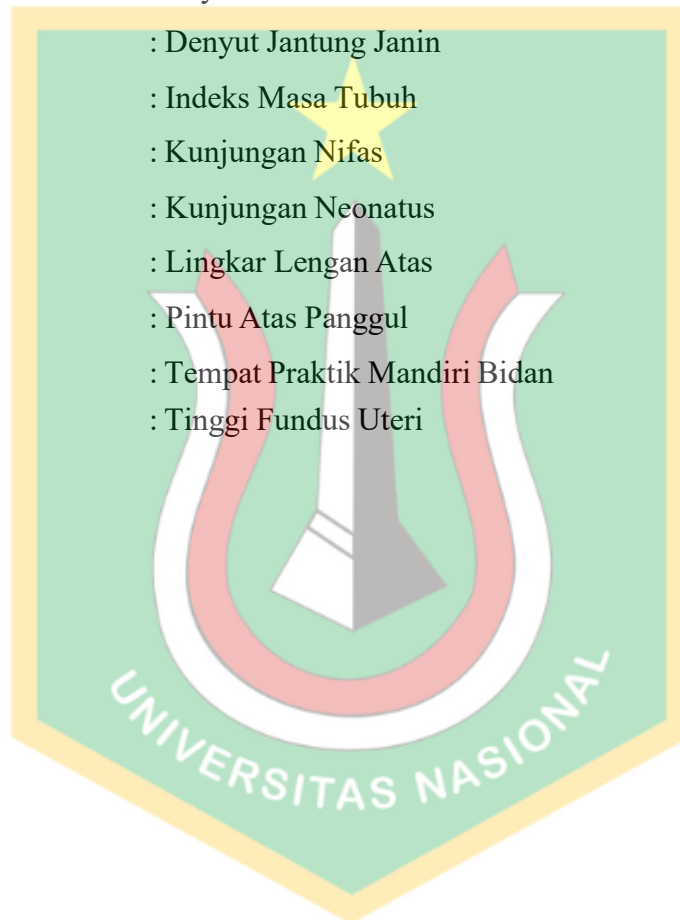 : Denyut Jantung Janin
: Indeks Masa Tubuh
: Kunjungan Nifas
: Kunjungan Neonatus
: Lingkar Lengan Atas
: Pintu Atas Panggul
: Tempat Praktik Mandiri Bidan
: Tinggi Fundus Uteri
UNIVERSITAS NASIONAL